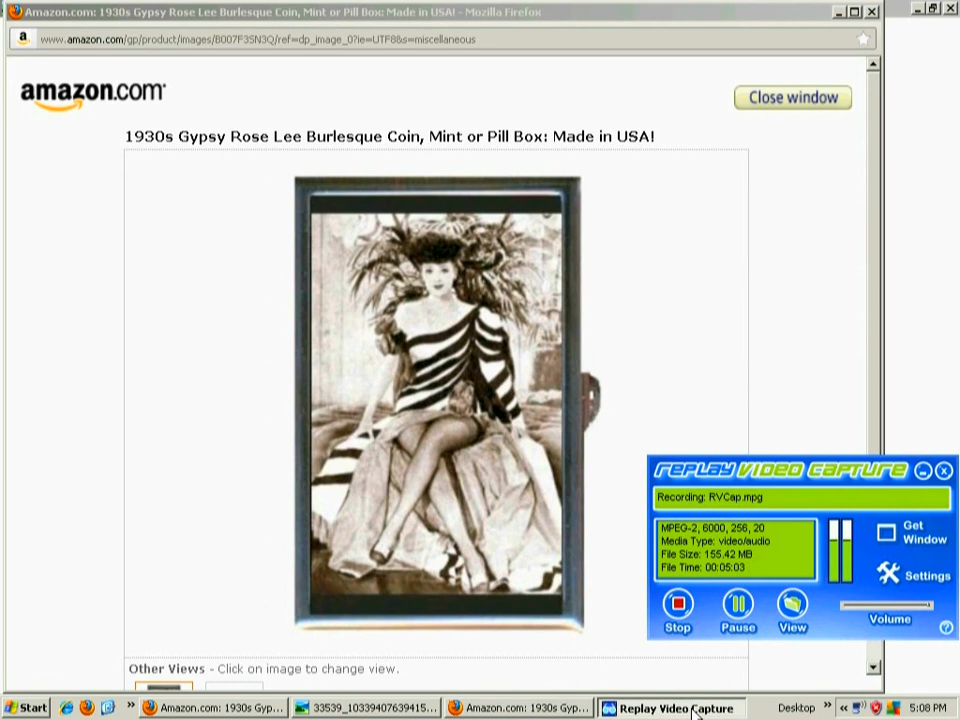 Amazon.com: 1930s Gypsy Rose Lee Burlesque Coin, Mint or Pill Box: Made in USA! - Mozilla Firefox
www.amazon.com/gp/product/images/B007F3SN3Q/ref=dp_image_0?ie=UTF8&s=miscellaneous
amazon.com
Close window
1930s Gypsy Rose Lee Burlesque Coin, Mint or Pill Box: Made in USA!
REPLAY VIDEO CAPTURE
Recording: RVCap.mpg
MPEG-2, 6000, 256, 20
Media Type: video/audio
File Size: 155.42 MB
File Time: 00:05:03
Get Window
Settings
Stop Pause View Volume
Other Views - Click on image to change view.
Start
Amazon.com: 1930s Gyp...
33539_10339407639415...
Amazon.com: 1930s Gyp...
Replay Video Capture
Desktop
5:08 PM